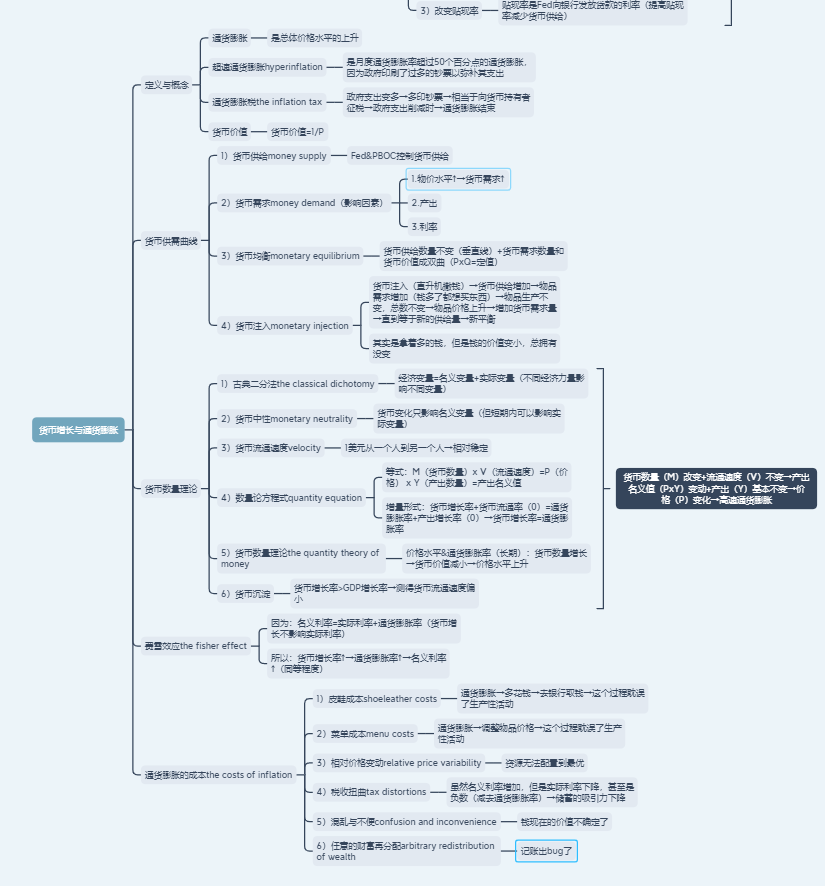 3）改变贴现率
贴现率是Fed向银行发放贷款的利率（提高贴现
率减少货币供给）
货币增长与通货膨胀
定义与概念
通货膨胀
是总体价格水平的上升
超速通货膨胀hyperinflation
是月度通货膨胀率超过50个百分点的通货膨胀，
因为政府印刷了过多的钞票以弥补其支出
通货膨胀税the inflation tax
政府支出变多→多印钞票→相当于向货币持有者
征税→政府支出削减时→通货膨胀结束
货币价值
货币价值=1/P
货币供需曲线
1）货币供给money supply
Fed&PBOC控制货币供给
2）货币需求money demand（影响因素）
1.物价水平↑→货币需求↑
2.产出
3.利率
3）货币均衡monetary equilibrium
货币供给数量不变（垂直线）+货币需求数量和
货币价值成双曲（PxQ=定值）
4）货币注入monetary injection
货币注入（直升机撒钱）→货币供给增加→物品
需求增加（钱多了都想买东西）→物品生产不
变，总数不变→物品价格上升→增加货币需求量
→直到等于新的供给量→新平衡
其实是拿着多的钱，但是钱的价值变小，总拥有
没变
货币数量理论
1）古典二分法the classical dichotomy
经济变量=名义变量+实际变量（不同经济力量影
响不同变量）
2）货币中性monetary neutrality
货币变化只影响名义变量（但短期内可以影响实
际变量）
3）货币流通速度velocity
1美元从一个人到另一个人→相对稳定
4）数量论方程式quantity equation
等式：M（货币数量）x V（流通速度）=P（价
格） x Y（产出数量）=产出名义值
增量形式：货币增长率+货币流通率（0）=通货
膨胀率+产出增长率（0）→货币增长率=通货膨
胀率
5）货币数量理论the quantity theory of
money
价格水平&通货膨胀率（长期）：货币数量增长
→货币价值减小→价格水平上升
6）货币沉淀
货币增长率>GDP增长率→测得货币流通速度偏
小
货币数量（M）改变+流通速度（V）不变→产出
名义值（PxY）变动+产出（Y）基本不变→价
格（P）变化→高速通货膨胀
费雪效应the fisher effect
因为：名义利率=实际利率+通货膨胀率（货币增
长不影响实际利率）
所以：货币增长率↑→通货膨胀率↑→名义利率
↑（同等程度）
通货膨胀的成本the costs of inflation
1）皮鞋成本shoeleather costs
通货膨胀→多花钱→去银行取钱→这个过程耽误
了生产性活动
2）菜单成本menu costs
通货膨胀→调整物品价格→这个过程耽误了生产
性活动
3）相对价格变动relative price variability
资源无法配置到最优
4）税收扭曲tax distortions
虽然名义利率增加，但是实际利率下降，甚至是
负数（减去通货膨胀率）→储蓄的吸引力下降
5）混乱与不便confusion and inconvenience
钱现在的价值不确定了
6）任意的财富再分配arbitrary redistribution
of wealth
记账出bug了